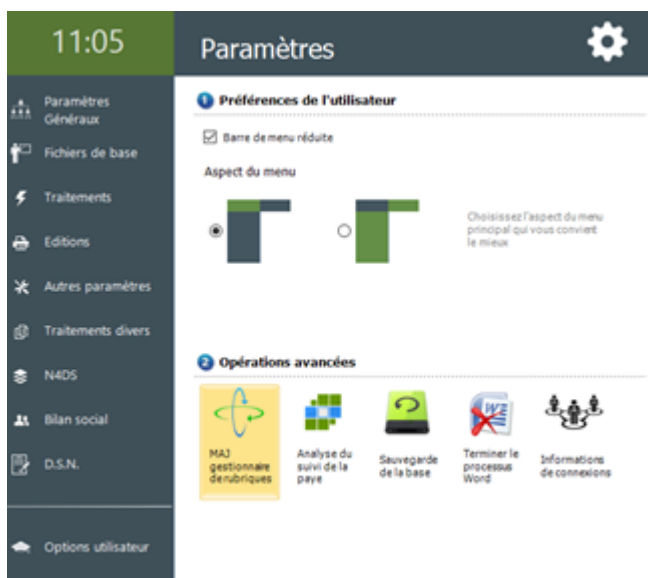 11:05
Paramètres
Paramètres
Généraux
Fichiers de base
Traitements
Editions
Autres paramètres
Traitements divers
N4DS
Bilan social
D.S.N.
Options utilisateur
1 Préférences de l'utilisateur
Barre de menu réduite
Aspect du menu
Choisissez l'aspect du menu
principal qui vous convient
le mieux
2 Opérations avancées
MAJ
gestionnaire
de rubriques
Analyse du
suivi de la
paye
Sauvegarde
de la base
Terminer le
processus
Word
Informations
de connexions